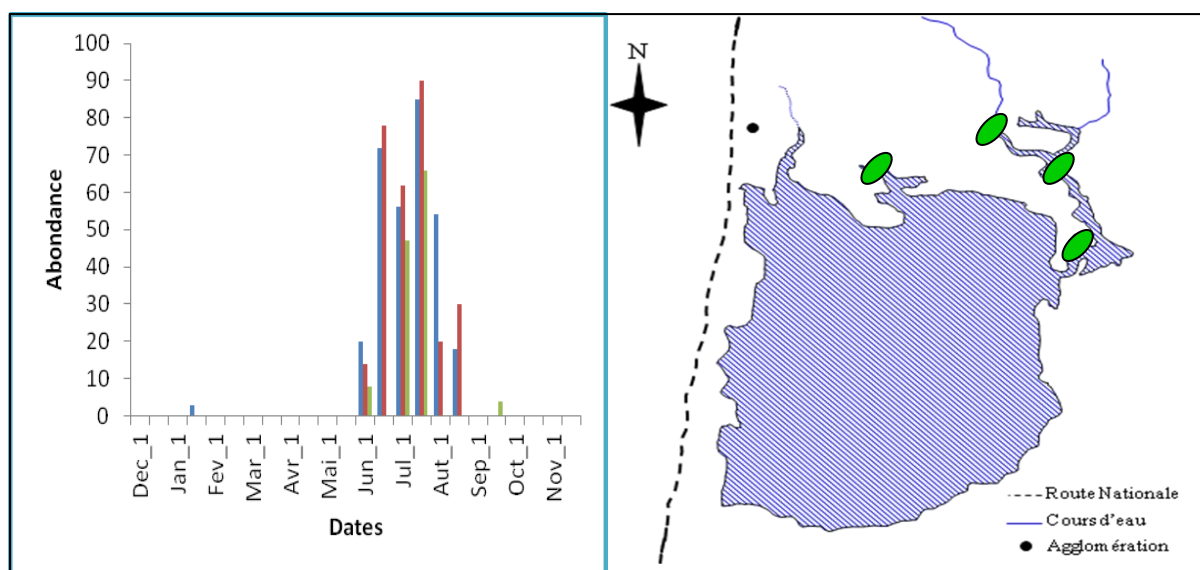 100
90
80
70
60
50
40
30
20
10
0
Abondance
Dec_1
Jan_1
Fev_1
Mar_1
Avr_1
Mai_1
Jun_1
Jul_1
Aut_1
Sep_1
Oct_1
Nov_1
Dates
N
Route Nationale
Cours d'eau
Agglomération